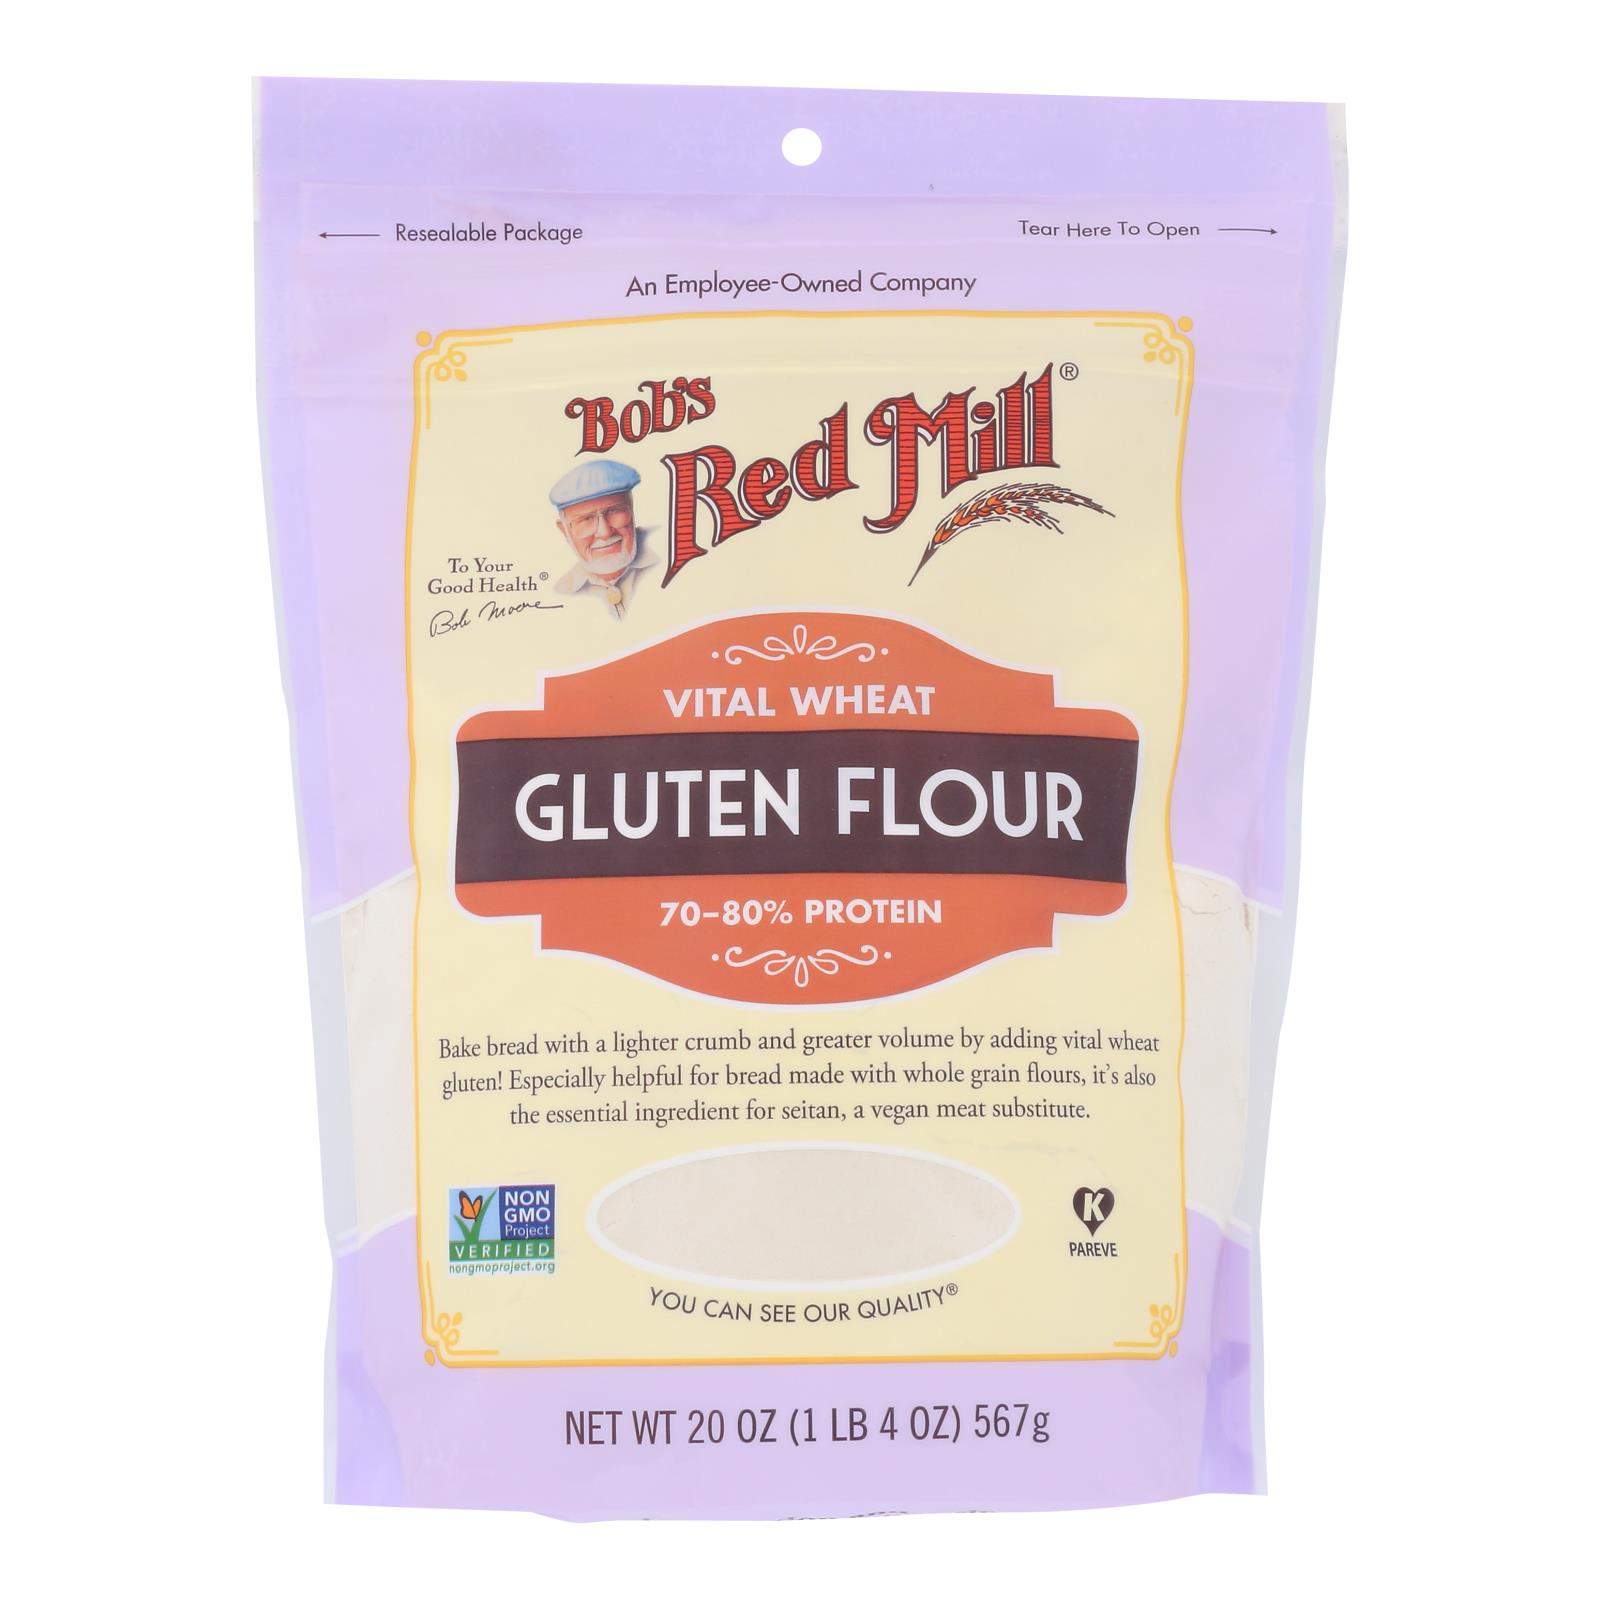 Resealable Package
Tear Here To Open
An Employee-Owned Company
Bob's
Red Mill®
To Your
Good Health®
Bob Moore
VITAL WHEAT
GLUTEN FLOUR
70–80% PROTEIN
Bake bread with a lighter crumb and greater volume by adding vital wheat
gluten! Especially helpful for bread made with whole grain flours, it's also
the essential ingredient for seitan, a vegan meat substitute.
NON
GMO
Project
VERIFIED
nongmoproject.org
K
PAREVE
YOU CAN SEE OUR QUALITY®
NET WT 20 OZ (1 LB 4 OZ) 567g